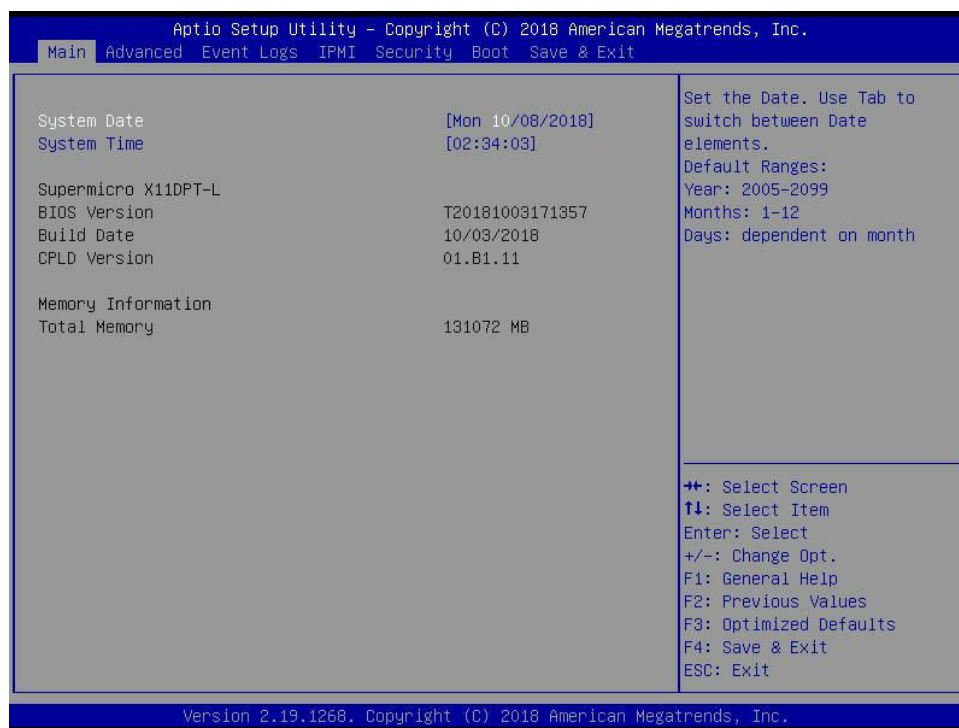 Aptio Setup Utility – Copyright (C) 2018 American Megatrends, Inc.
Main Advanced Event Logs IPMI Security Boot Save & Exit
System Date [Mon 10/08/2018]
System Time [02:34:03]
Supermicro X11DPT-L
BIOS Version T20181003171357
Build Date 10/03/2018
CPLD Version 01.B1.11
Memory Information
Total Memory 131072 MB
Set the Date. Use Tab to
switch between Date
elements.
Default Ranges:
Year: 2005-2099
Months: 1-12
Days: dependent on month
→←: Select Screen
↑↓: Select Item
Enter: Select
+/-: Change Opt.
F1: General Help
F2: Previous Values
F3: Optimized Defaults
F4: Save & Exit
ESC: Exit
Version 2.19.1268. Copyright (C) 2018 American Megatrends, Inc.